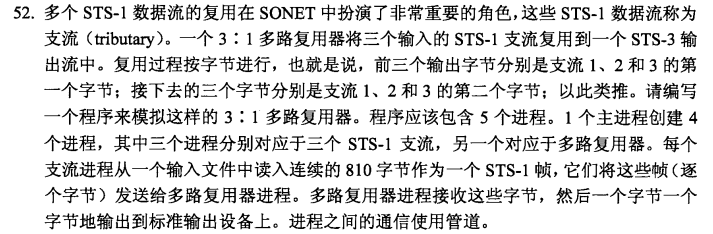 52. 多个 STS-1 数据流的复用在 SONET 中扮演了非常重要的角色，这些 STS-1 数据流称为
支流（tributary）。一个 3∶1 多路复用器将三个输入的 STS-1 支流复用到一个 STS-3 输
出流中。复用过程按字节进行，也就是说，前三个输出字节分别是支流 1、2 和 3 的第
一个字节；接下去的三个字节分别是支流 1、2 和 3 的第二个字节；以此类推。请编写
一个程序来模拟这样的 3∶1 多路复用器。程序应该包含 5 个进程。1 个主进程创建 4
个进程，其中三个进程分别对应于三个 STS-1 支流，另一个对应于多路复用器。每个
支流进程从一个输入文件中读入连续的 810 字节作为一个 STS-1 帧，它们将这些帧（逐
个字节）发送给多路复用器进程。多路复用器进程接收这些字节，然后一个字节一个
字节地输出到标准输出设备上。进程之间的通信使用管道。